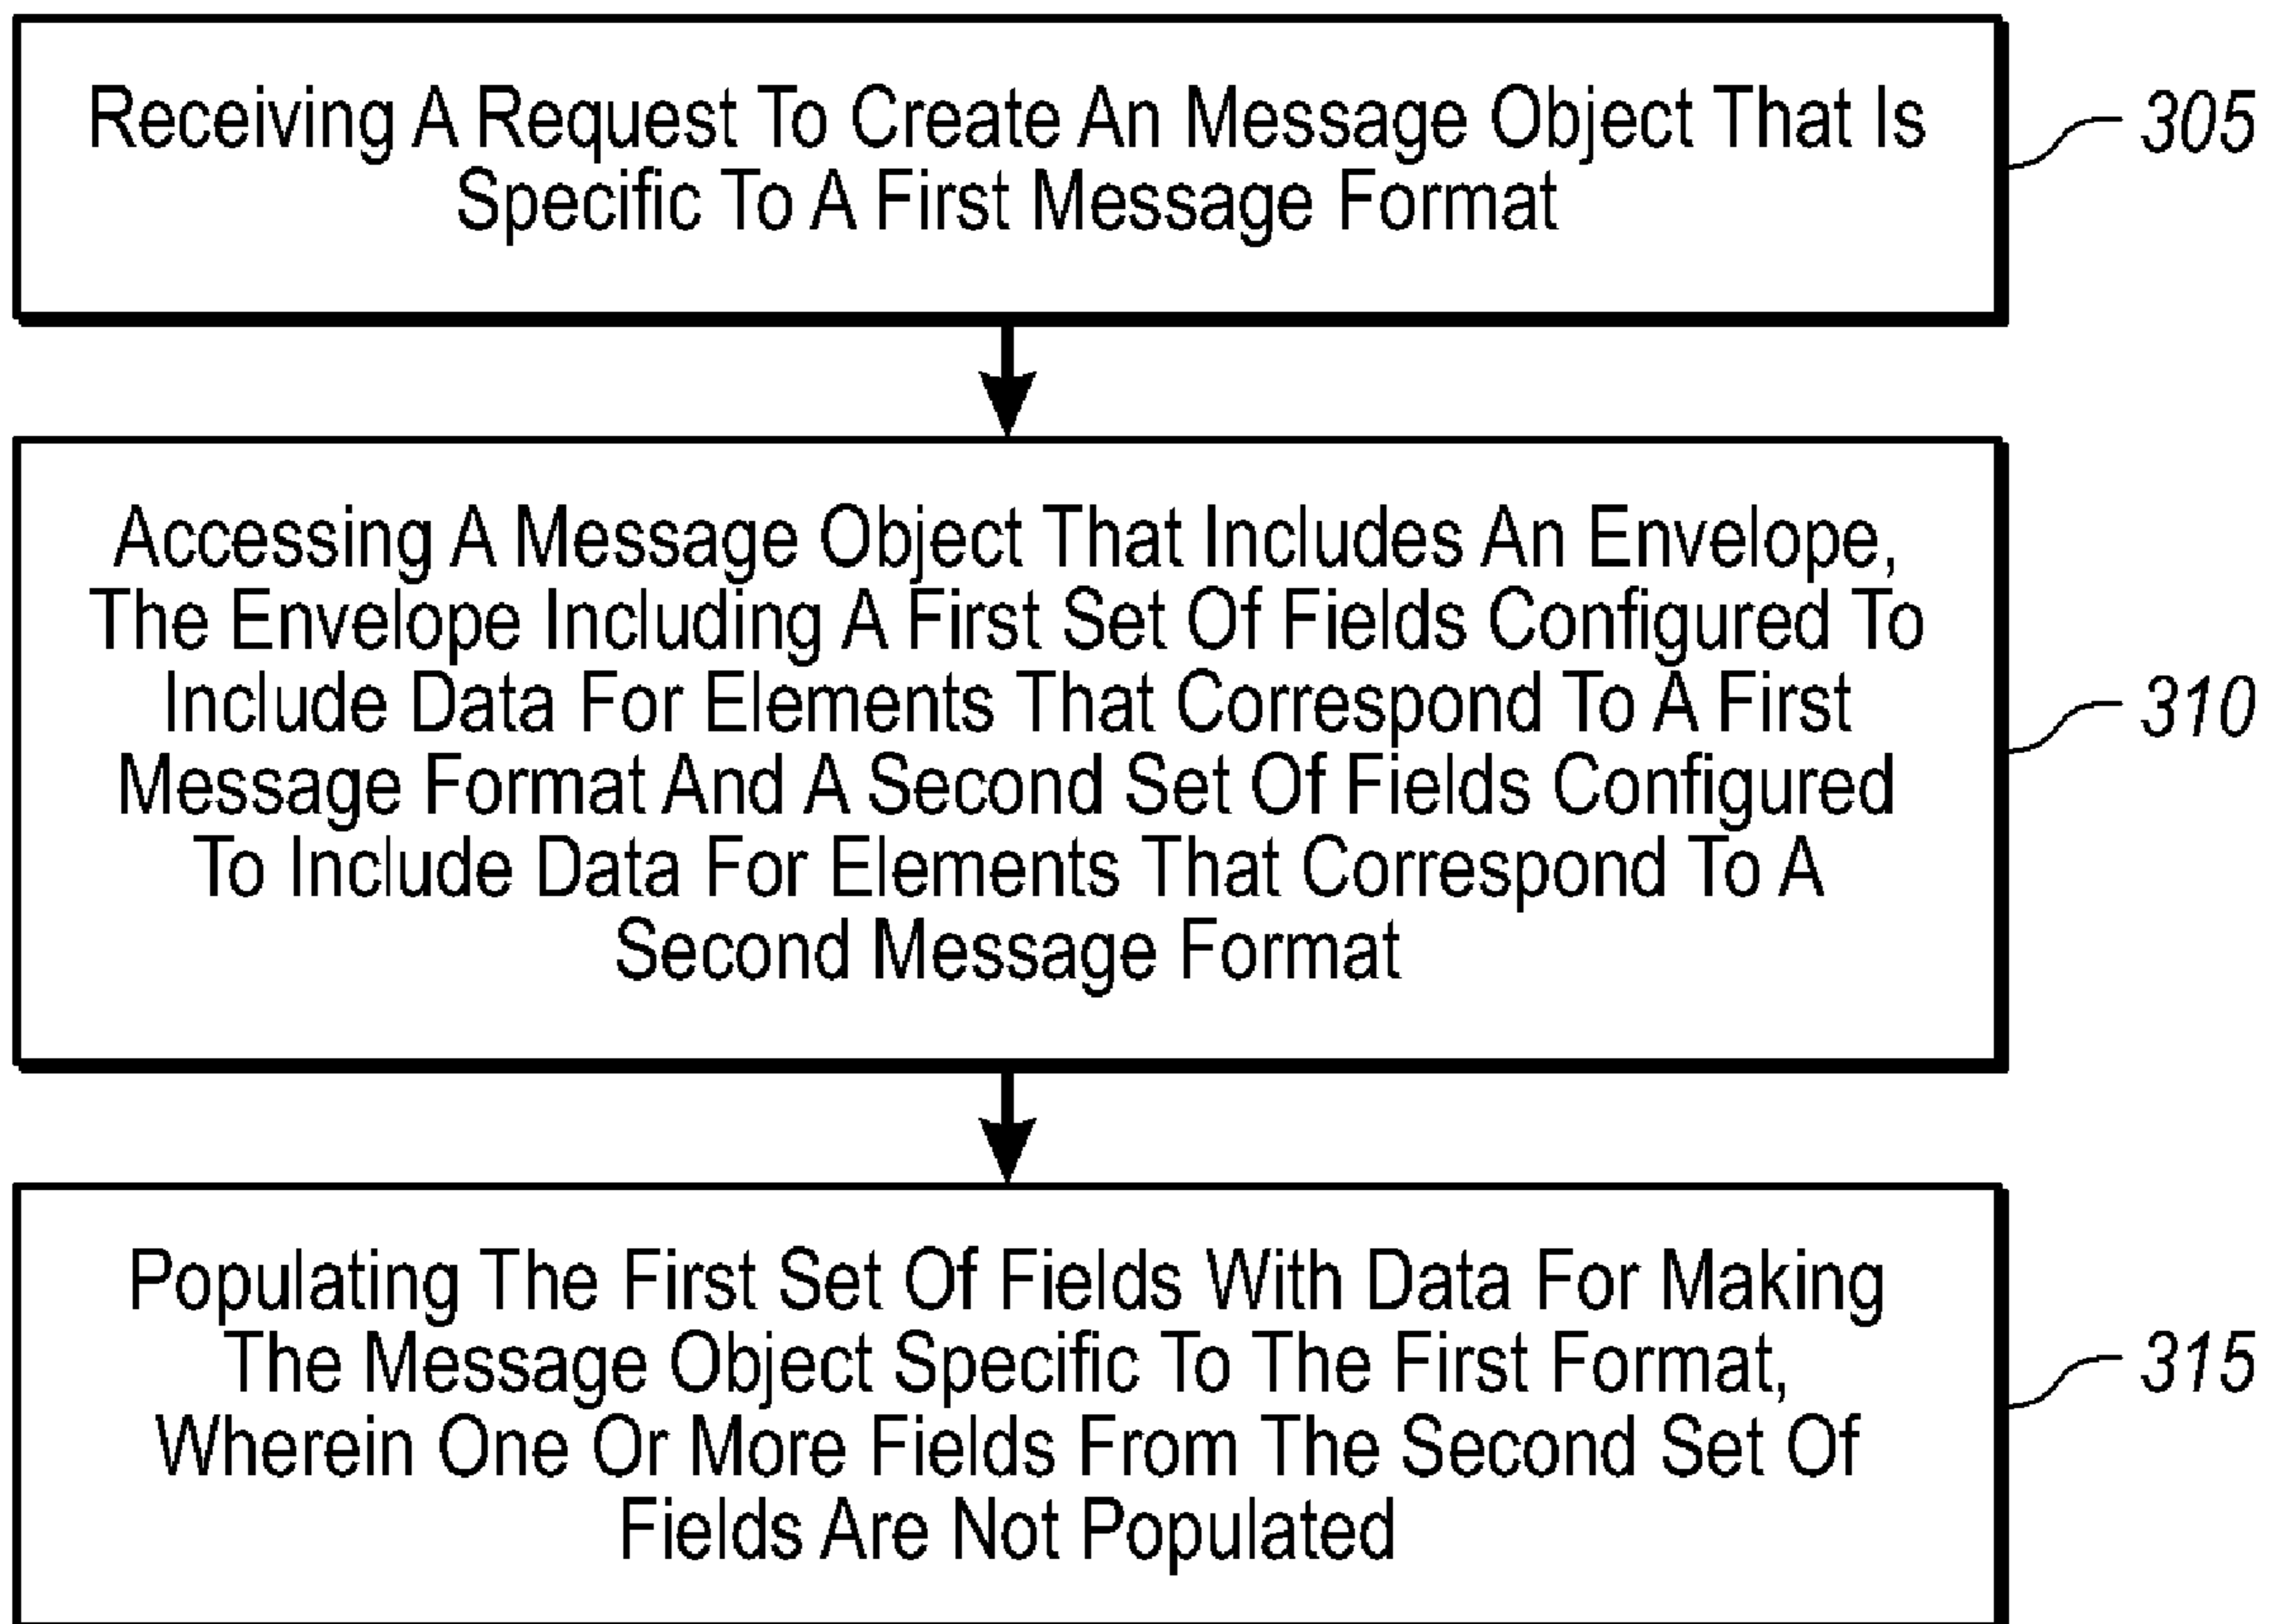 Receiving A Request To Create An Message Object That Is
Specific To A First Message Format
305
Accessing A Message Object That Includes An Envelope,
The Envelope Including A First Set Of Fields Configured To
Include Data For Elements That Correspond To A First
Message Format And A Second Set Of Fields Configured
To Include Data For Elements That Correspond To A
Second Message Format
310
Populating The First Set Of Fields With Data For Making
The Message Object Specific To The First Format,
Wherein One Or More Fields From The Second Set Of
Fields Are Not Populated
315